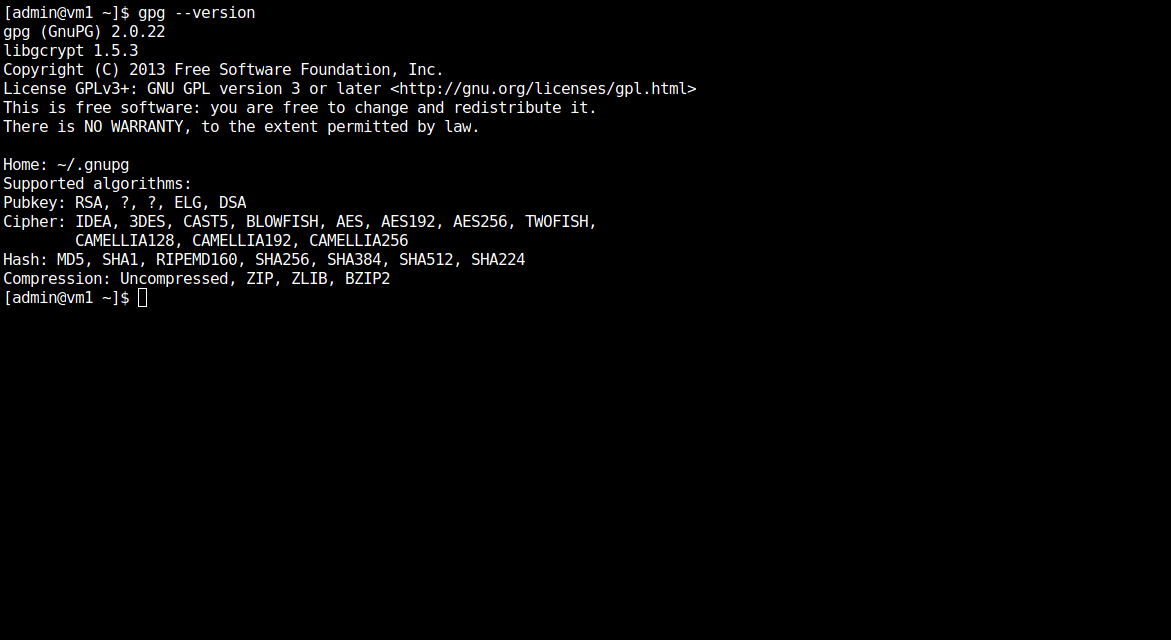 [admin@vm1 ~]$ gpg --version
gpg (GnuPG) 2.0.22
libgcrypt 1.5.3
Copyright (C) 2013 Free Software Foundation, Inc.
License GPLv3+: GNU GPL version 3 or later <http://gnu.org/licenses/gpl.html>
This is free software: you are free to change and redistribute it.
There is NO WARRANTY, to the extent permitted by law.

Home: ~/.gnupg
Supported algorithms:
Pubkey: RSA, ?, ?, ELG, DSA
Cipher: IDEA, 3DES, CAST5, BLOWFISH, AES, AES192, AES256, TWOFISH,
        CAMELLIA128, CAMELLIA192, CAMELLIA256
Hash: MD5, SHA1, RIPEMD160, SHA256, SHA384, SHA512, SHA224
Compression: Uncompressed, ZIP, ZLIB, BZIP2
[admin@vm1 ~]$